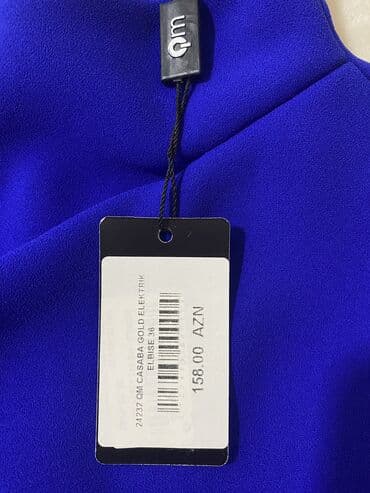 Qm
24237 QM CASABA GOLD ELEKTRIK
ELBISE 36
158.00 AZN